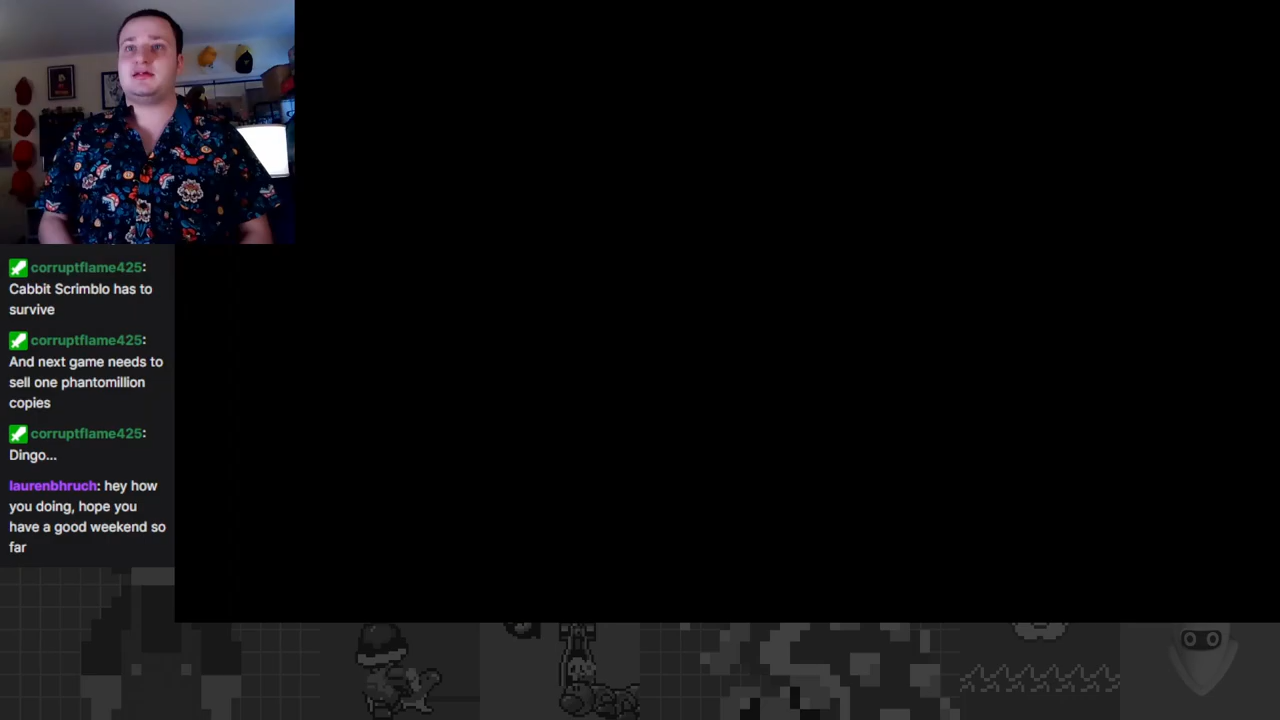 corruptflame425:
Cabbit Scrimblo has to
survive
corruptflame425:
And next game needs to
sell one phantomillion
copies
corruptflame425:
Dingo...
laurenbhruch: hey how
you doing, hope you
have a good weekend so
far